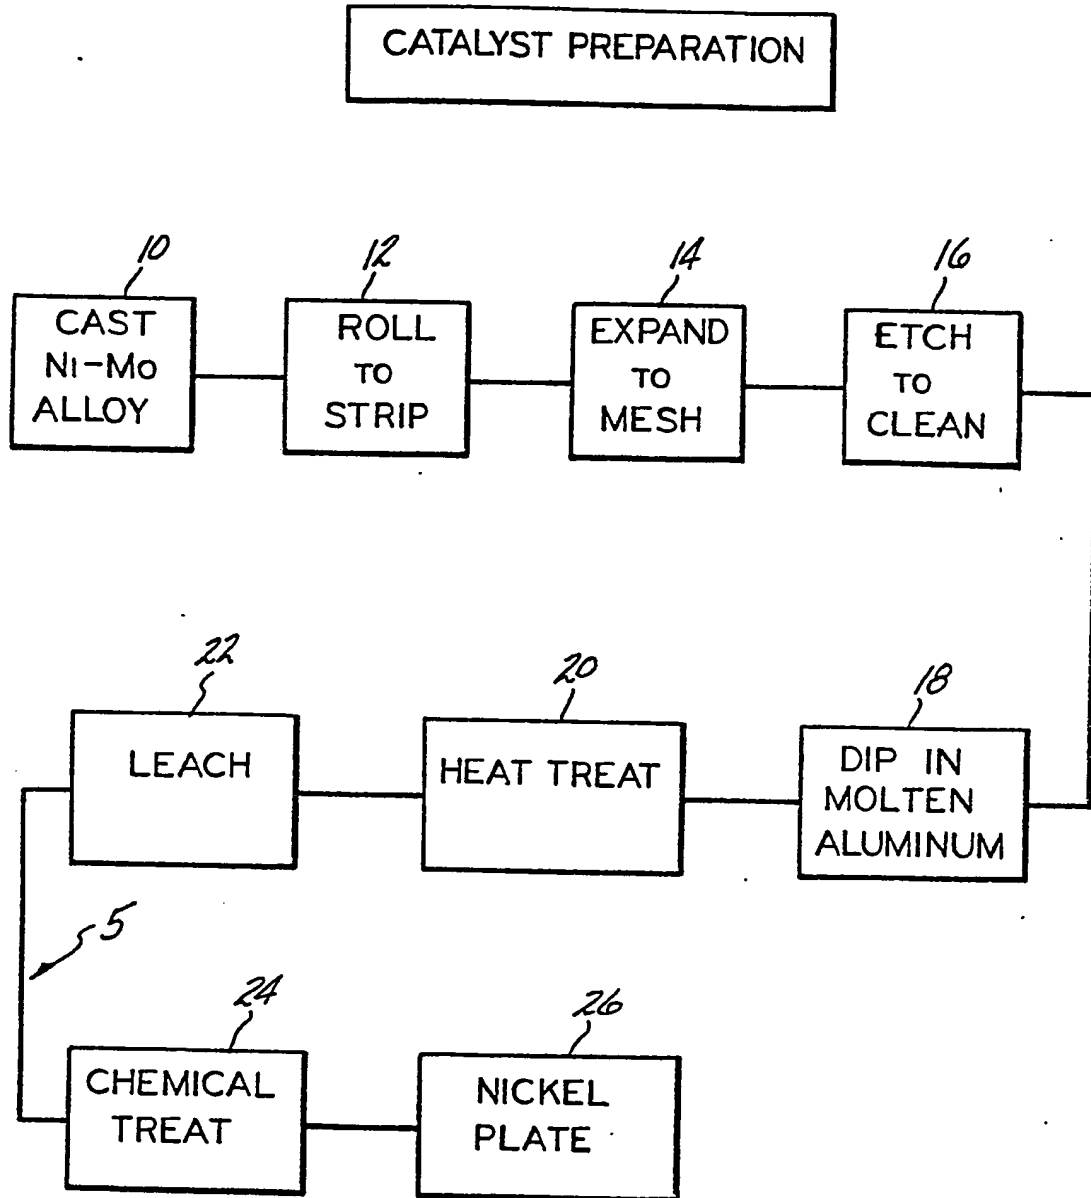 CATALYST PREPARATION
10
12
14
16
CAST
Ni-Mo
ALLOY
ROLL
TO
STRIP
EXPAND
TO
MESH
ETCH
TO
CLEAN
22
20
18
LEACH
HEAT TREAT
DIP IN
MOLTEN
ALUMINUM
5
24
26
CHEMICAL
TREAT
NICKEL
PLATE